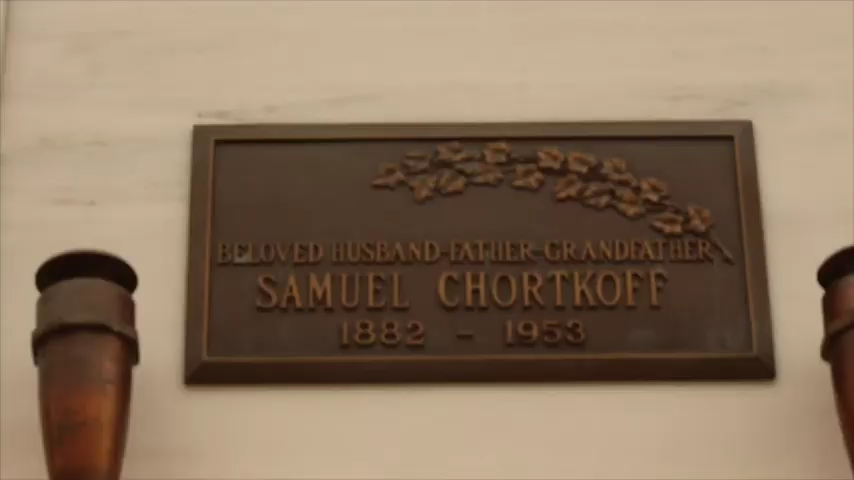 BELOVED HUSBAND-FATHER-GRANDFATHER
SAMUEL CHORTKOFF
1882 - 1953